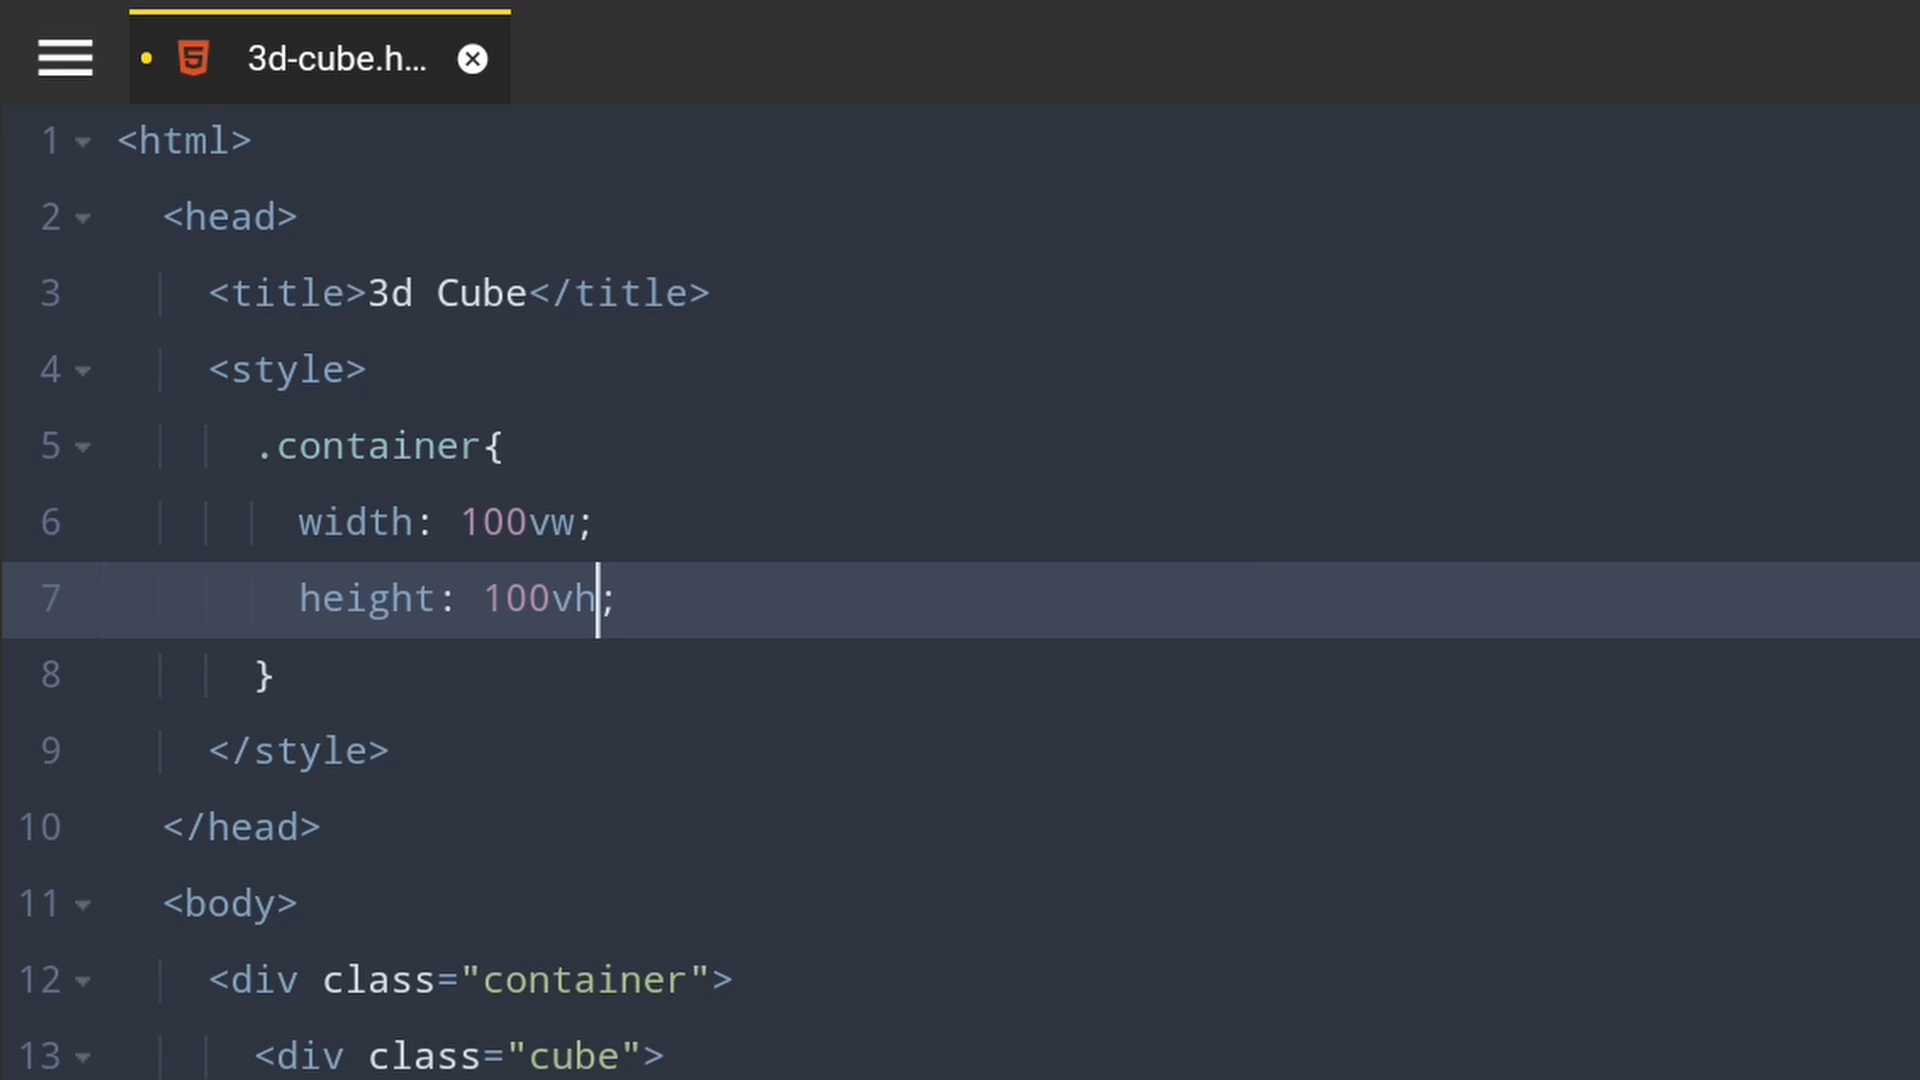 3d-cube.h...
1 <html>
2 <head>
3 <title>3d Cube</title>
4 <style>
5 .container{
6 width: 100vw;
7 height: 100vh;
8 }
9 </style>
10 </head>
11 <body>
12 <div class="container">
13 <div class="cube">